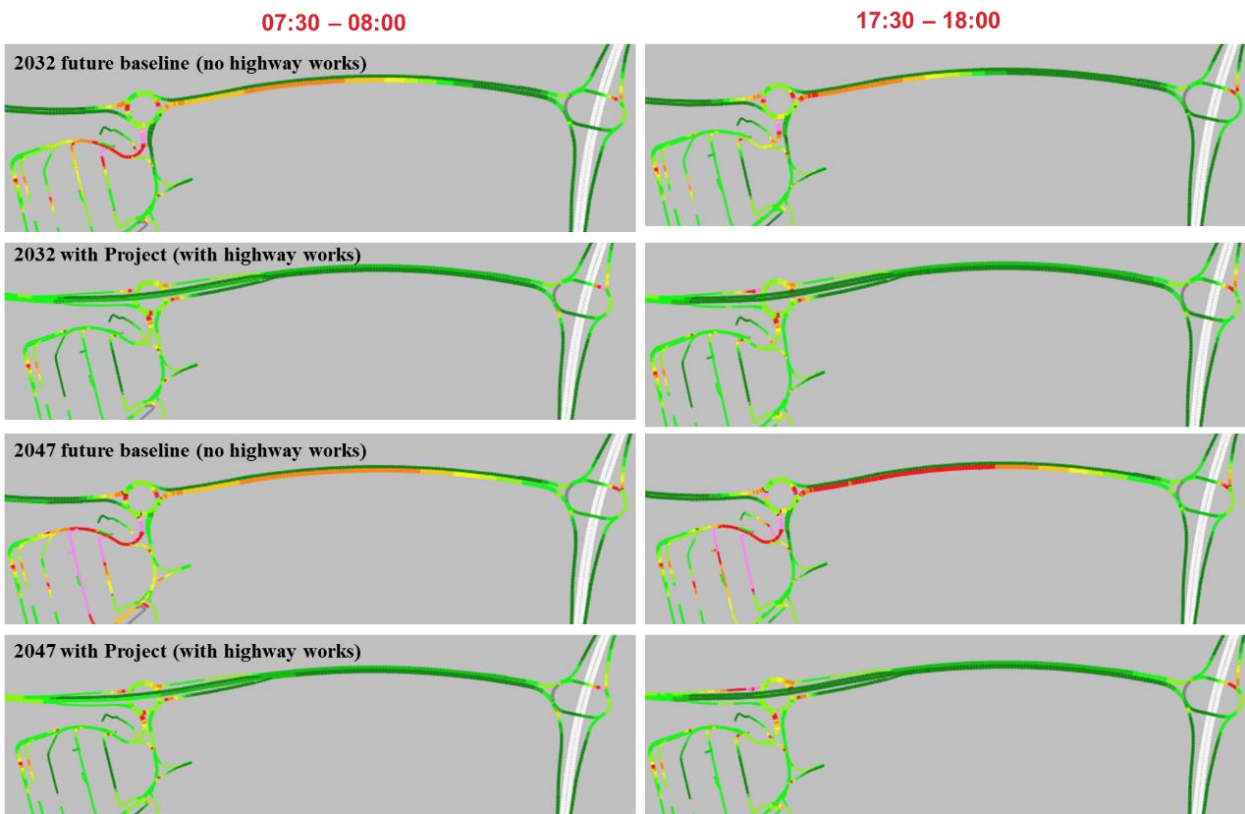 07:30 – 08:00
17:30 – 18:00
2032 future baseline (no highway works)
2032 with Project (with highway works)
2047 future baseline (no highway works)
2047 with Project (with highway works)